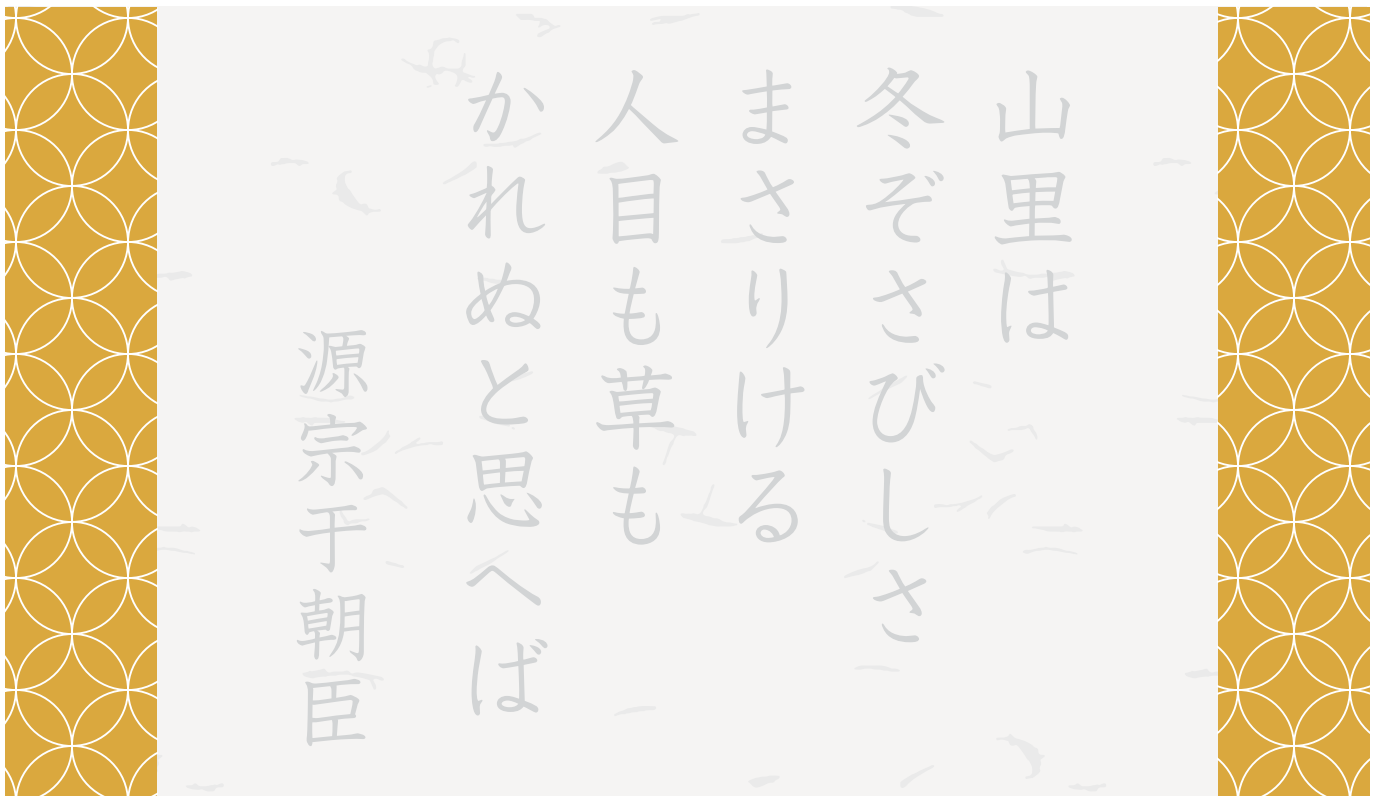 山里は
冬ぞさびしさ
まさりける
人目も草も
かれぬと思へば
源宗于朝臣